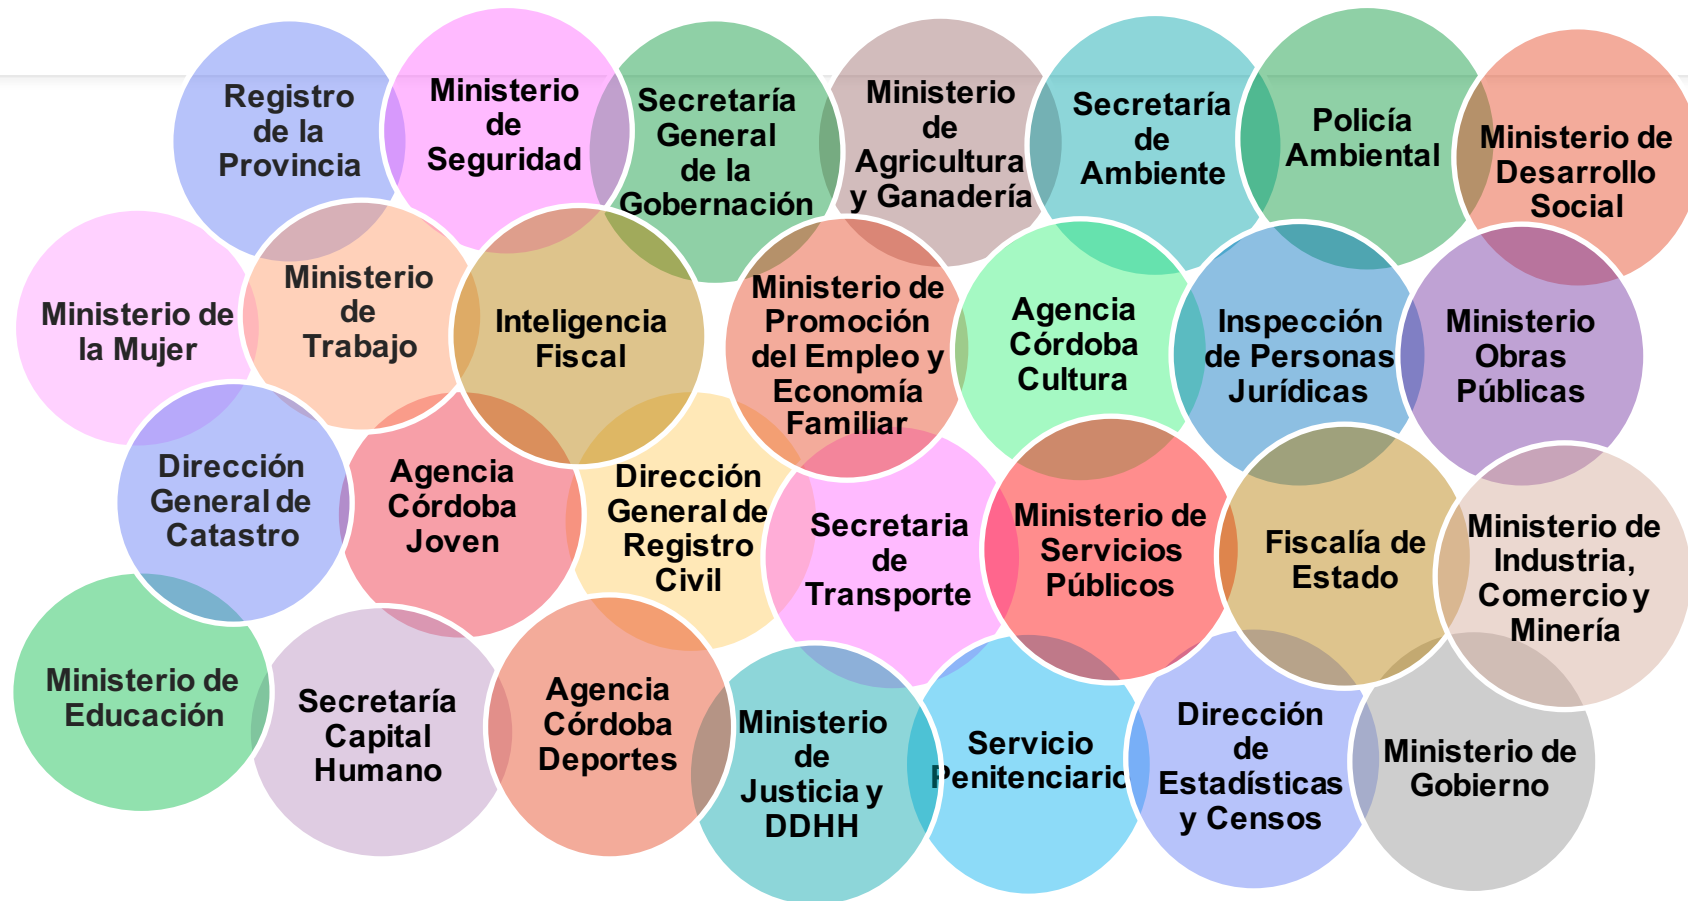 Registro
de la
Provincia
Ministerio
de
Seguridad
Secretaría
General
de la
Gobernación
Ministerio
de
Agricultura
y Ganadería
Secretaría
de
Ambiente
Policía
Ambiental
Ministerio de
Desarrollo
Social
Ministerio de
la Mujer
Ministerio
de
Trabajo
Inteligencia
Fiscal
Ministerio de
Promoción
del Empleo y
Economía
Familiar
Agencia
Córdoba
Cultura
Inspección
de Personas
Jurídicas
Ministerio
Obras
Públicas
Dirección
General de
Catastro
Agencia
Córdoba
Joven
Dirección
General de
Registro
Civil
Secretaria
de
Transporte
Ministerio de
Servicios
Públicos
Fiscalía de
Estado
Ministerio de
Industria,
Comercio y
Minería
Ministerio de
Educación
Secretaría
Capital
Humano
Agencia
Córdoba
Deportes
Ministerio
de
Justicia y
DDHH
Servicio
Penitenciario
Dirección
de
Estadísticas
y Censos
Ministerio de
Gobierno